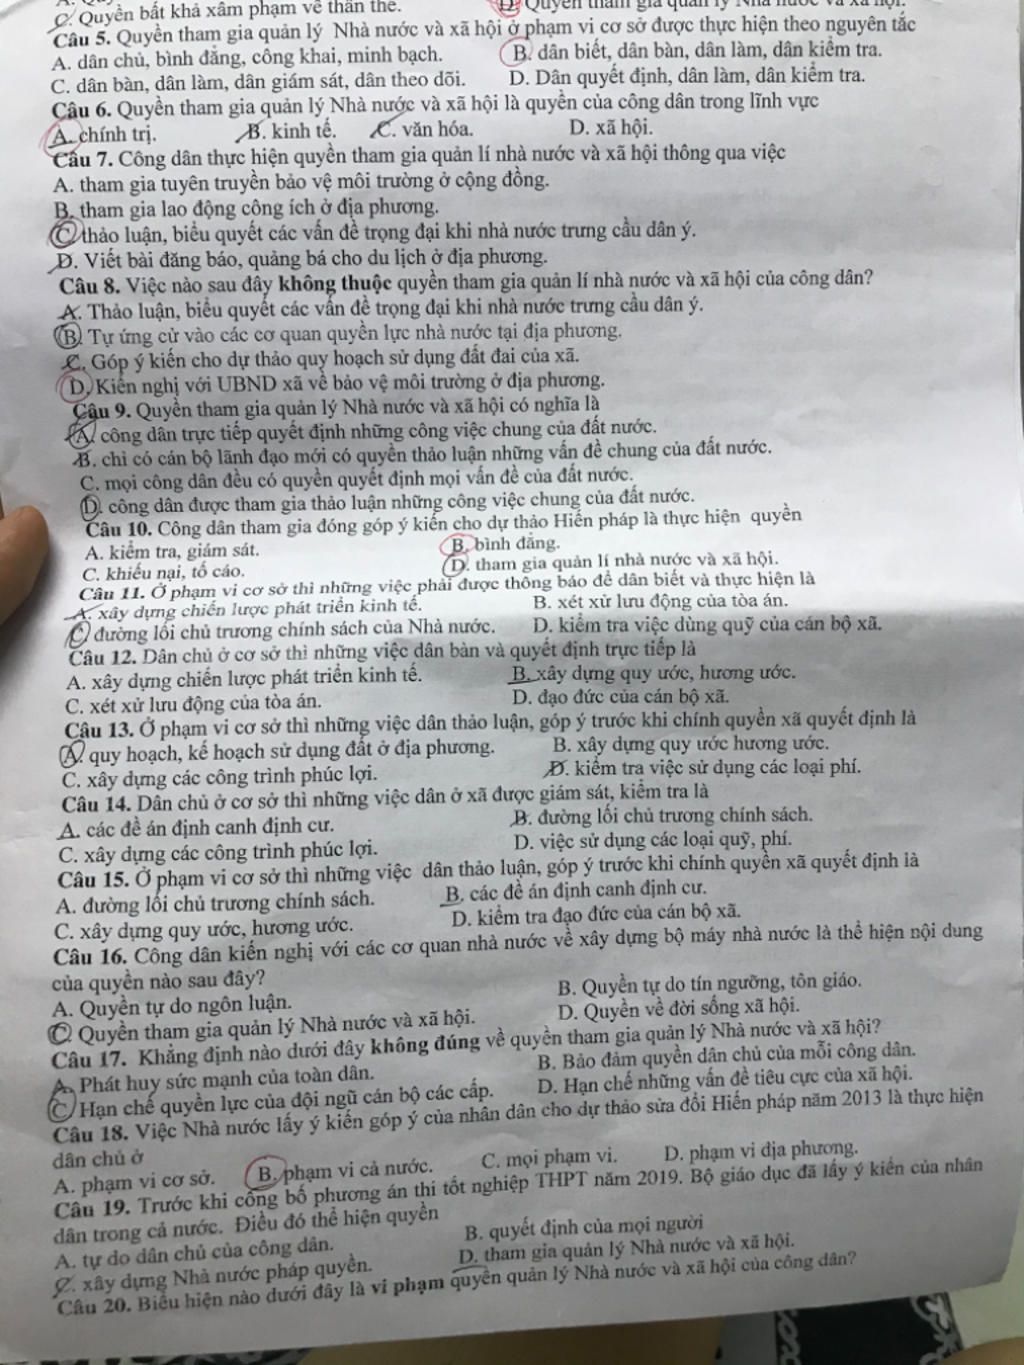 C. Quyền bất khả xâm phạm về thân thể.
D. Quyền tham gia quản lý Nhà nước và xã hội.
Câu 5. Quyền tham gia quản lý Nhà nước và xã hội ở phạm vi cơ sở được thực hiện theo nguyên tắc
A. dân chủ, bình đẳng, công khai, minh bạch. B. dân biết, dân bàn, dân làm, dân kiểm tra.
C. dân bàn, dân làm, dân giám sát, dân theo dõi. D. Dân quyết định, dân làm, dân kiểm tra.
Câu 6. Quyền tham gia quản lý Nhà nước và xã hội là quyền của công dân trong lĩnh vực
A. chính trị. B. kinh tế. C. văn hóa. D. xã hội.
Câu 7. Công dân thực hiện quyền tham gia quản lí nhà nước và xã hội thông qua việc
A. tham gia tuyên truyền bảo vệ môi trường ở cộng đồng.
B. tham gia lao động công ích ở địa phương.
C. thảo luận, biểu quyết các vấn đề trọng đại khi nhà nước trưng cầu dân ý.
D. Viết bài đăng báo, quảng bá cho du lịch ở địa phương.
Câu 8. Việc nào sau đây không thuộc quyền tham gia quản lí nhà nước và xã hội của công dân?
A. Thảo luận, biểu quyết các vấn đề trọng đại khi nhà nước trưng cầu dân ý.
B. Tự ứng cử vào các cơ quan quyền lực nhà nước tại địa phương.
C. Góp ý kiến cho dự thảo quy hoạch sử dụng đất đai của xã.
D. Kiến nghị với UBND xã về bảo vệ môi trường ở địa phương.
Câu 9. Quyền tham gia quản lý Nhà nước và xã hội có nghĩa là
A. công dân trực tiếp quyết định những công việc chung của đất nước.
B. chỉ có cán bộ lãnh đạo mới có quyền thảo luận những vấn đề chung của đất nước.
C. mọi công dân đều có quyền quyết định mọi vấn đề của đất nước.
D. công dân được tham gia thảo luận những công việc chung của đất nước.
Câu 10. Công dân tham gia đóng góp ý kiến cho dự thảo Hiến pháp là thực hiện quyền
A. kiểm tra, giám sát. B. bình đẳng.
C. khiếu nại, tố cáo. D. tham gia quản lí nhà nước và xã hội.
Câu 11. Ở phạm vi cơ sở thì những việc phải được thông báo để dân biết và thực hiện là
A. xây dựng chiến lược phát triển kinh tế. B. xét xử lưu động của tòa án.
C. đường lối chủ trương chính sách của Nhà nước. D. kiểm tra việc dùng quỹ của cán bộ xã.
Câu 12. Dân chủ ở cơ sở thì những việc dân bàn và quyết định trực tiếp là
A. xây dựng chiến lược phát triển kinh tế. B. xây dựng quy ước, hương ước.
C. xét xử lưu động của tòa án. D. đạo đức của cán bộ xã.
Câu 13. Ở phạm vi cơ sở thì những việc dân thảo luận, góp ý trước khi chính quyền xã quyết định là
A. quy hoạch, kế hoạch sử dụng đất ở địa phương. B. xây dựng quy ước hương ước.
C. xây dựng các công trình phúc lợi. D. kiểm tra việc sử dụng các loại phí.
Câu 14. Dân chủ ở cơ sở thì những việc dân ở xã được giám sát, kiểm tra là
A. các đề án định canh định cư. B. đường lối chủ trương chính sách.
C. xây dựng các công trình phúc lợi. D. việc sử dụng các loại quỹ, phí.
Câu 15. Ở phạm vi cơ sở thì những việc dân thảo luận, góp ý trước khi chính quyền xã quyết định là
A. đường lối chủ trương chính sách. B. các đề án định canh định cư.
C. xây dựng quy ước, hương ước. D. kiểm tra đạo đức của cán bộ xã.
Câu 16. Công dân kiến nghị với các cơ quan nhà nước về xây dựng bộ máy nhà nước là thể hiện nội dung
của quyền nào sau đây?
A. Quyền tự do ngôn luận. B. Quyền tự do tín ngưỡng, tôn giáo.
C. Quyền tham gia quản lý Nhà nước và xã hội. D. Quyền về đời sống xã hội.
Câu 17. Khẳng định nào dưới đây không đúng về quyền tham gia quản lý Nhà nước và xã hội?
A. Phát huy sức mạnh của toàn dân. B. Bảo đảm quyền dân chủ của mỗi công dân.
C. Hạn chế quyền lực của đội ngũ cán bộ các cấp. D. Hạn chế những vấn đề tiêu cực của xã hội.
Câu 18. Việc Nhà nước lấy ý kiến góp ý của nhân dân cho dự thảo sửa đổi Hiến pháp năm 2013 là thực hiện
dân chủ ở
A. phạm vi cơ sở. B. phạm vi cả nước. C. mọi phạm vi. D. phạm vi địa phương.
Câu 19. Trước khi công bố phương án thi tốt nghiệp THPT năm 2019. Bộ giáo dục đã lấy ý kiến của nhân
dân trong cả nước. Điều đó thể hiện quyền
A. tự do dân chủ của công dân. B. quyết định của mọi người
C. xây dựng Nhà nước pháp quyền. D. tham gia quản lý Nhà nước và xã hội.
Câu 20. Biểu hiện nào dưới đây là vi phạm quyền quản lý Nhà nước và xã hội của công dân?